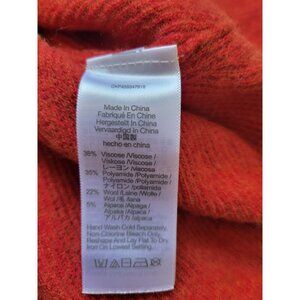 Made In China
Fabriqué En Chine
Hergestellt In China
Vervaardigd in China
中国製
hecho en china
38% Viscose /Viscose /
Viskose /Viscose /
レーヨン /viscosa
35% Polyamide /Polyamide /
Polyamide /Polyamide /
ナイロン /poliamida
22% Wool /Laine /Wolle /
Wol /毛 /lana
5% Alpaca /Alpaga /
Alpaka /Alpaca /
アルパカ /alpaca
Hand Wash Cold Separately.
Non-Chlorine Bleach Only.
Reshape And Lay Flat To Dry.
Iron On Lowest Setting.